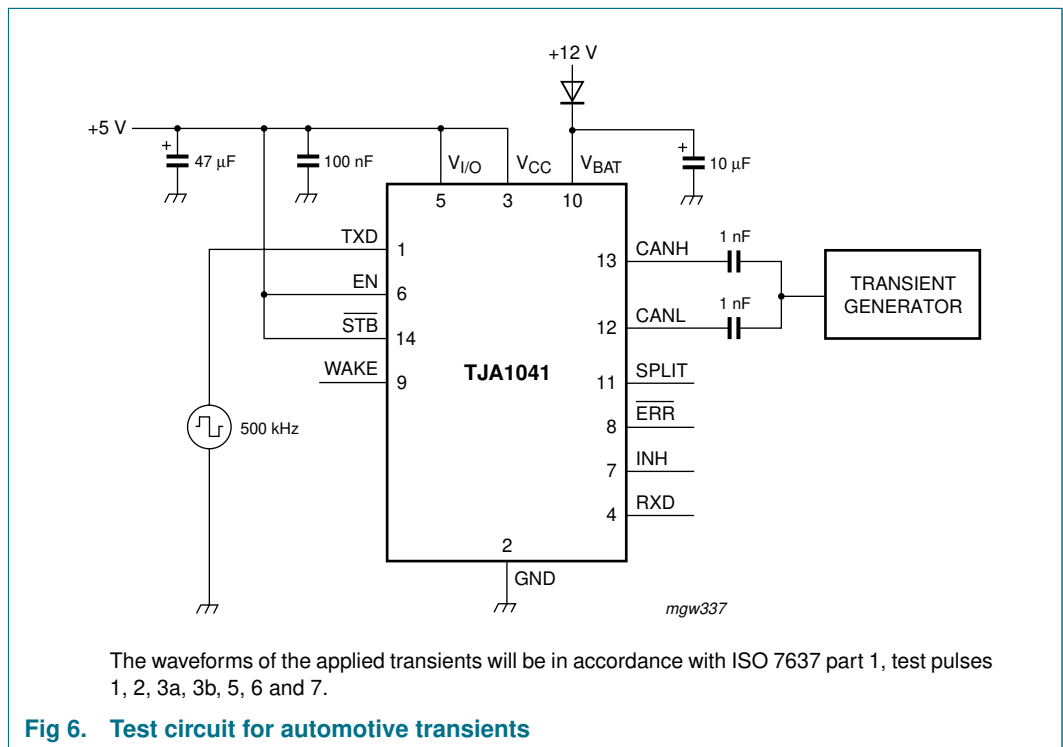 +12 V
+5 V
+
47 μF
100 nF
V I/O
V CC
V BAT
+
10 μF
5
3
10
TXD
1
EN
6
STB
14
WAKE
9
TJA1041
13
CANH
1 nF
12
CANL
1 nF
TRANSIENT
GENERATOR
11
SPLIT
8
ERR
7
INH
4
RXD
500 kHz
2
GND
mgw337
The waveforms of the applied transients will be in accordance with ISO 7637 part 1, test pulses
1, 2, 3a, 3b, 5, 6 and 7.
Fig 6. Test circuit for automotive transients